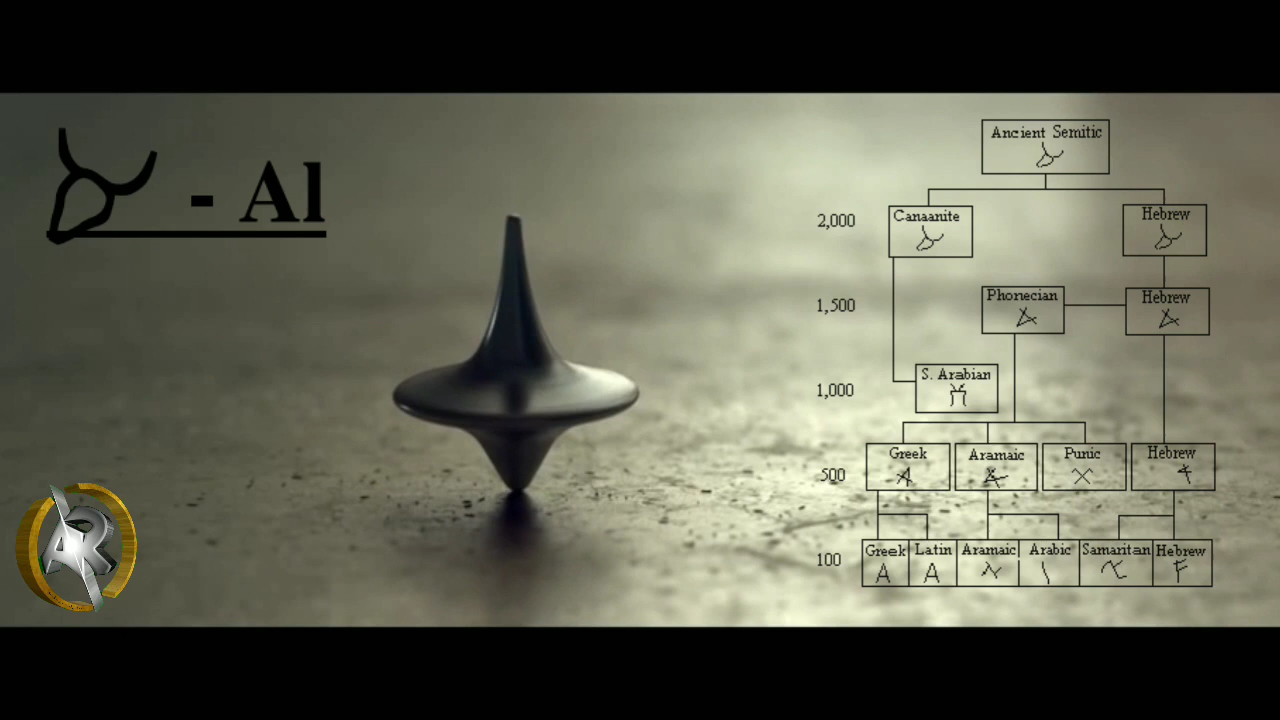 - Al
Ancient Semitic
2,000
Canaanite
Hebrew
1,500
Phonecian
Hebrew
1,000
S. Arabian
500
Greek
Aramaic
Punic
Hebrew
100
Greek
Latin
Aramaic
Arabic
Samaritan
Hebrew
AR